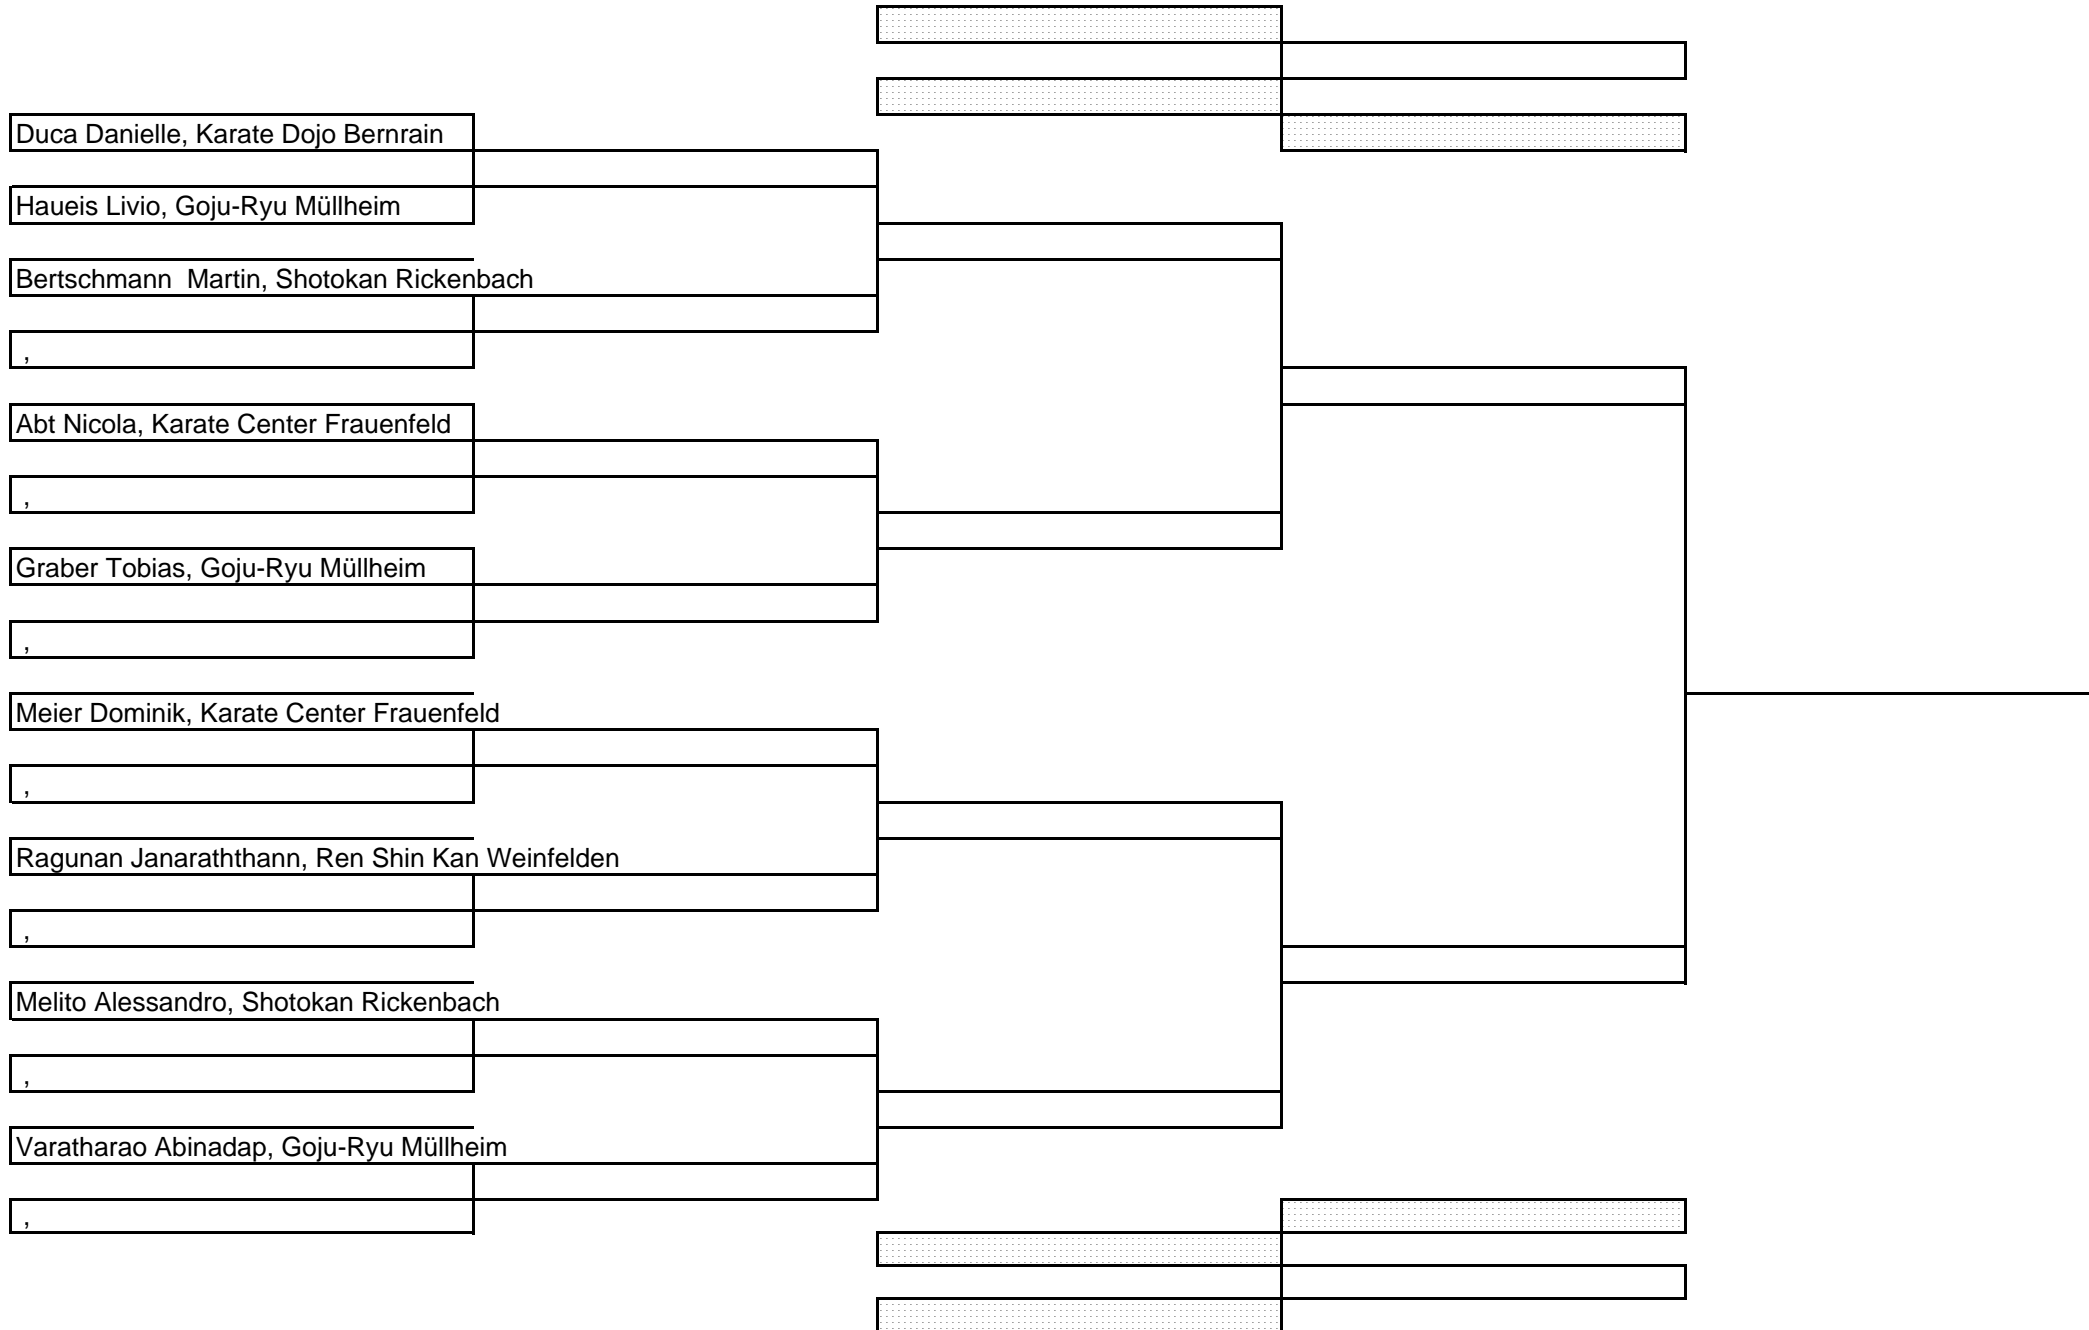 Duca Danielle, Karate Dojo Bernrain
Haueis Livio, Goju-Ryu Müllheim
Bertschmann  Martin, Shotokan Rickenbach
,
Abt Nicola, Karate Center Frauenfeld
,
Graber Tobias, Goju-Ryu Müllheim
,
Meier Dominik, Karate Center Frauenfeld
,
Ragunan Janaraththann, Ren Shin Kan Weinfelden
,
Melito Alessandro, Shotokan Rickenbach
,
Varatharao Abinadap, Goju-Ryu Müllheim
,